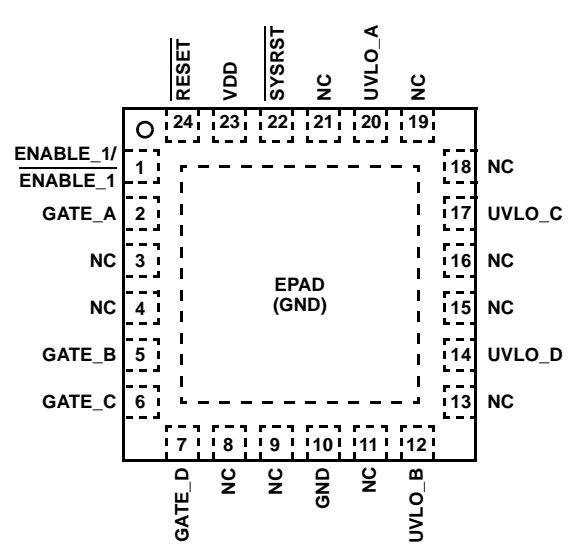 RESET
VDD
SYSRST
NC
UVLO_A
NC
24 23 22 21 20 19
ENABLE_1/
ENABLE_1
1
GATE_A
2
NC
3
NC
4
GATE_B
5
GATE_C
6
EPAD
(GND)
18
NC
17
UVLO_C
16
NC
15
NC
14
UVLO_D
13
NC
7 8 9 10 11 12
GATE_D
NC
NC
GND
NC
UVLO_B